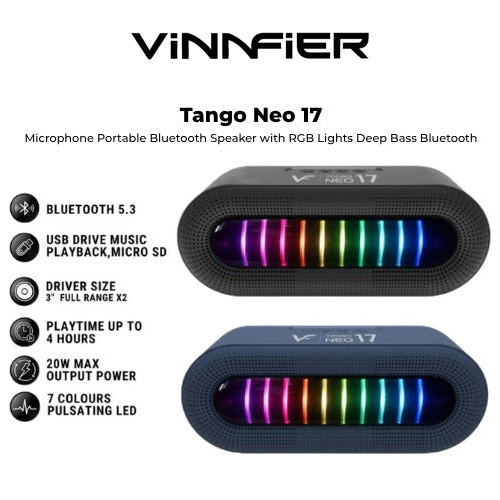 ViNNFiER
Tango Neo 17
Microphone Portable Bluetooth Speaker with RGB Lights Deep Bass Bluetooth
BLUETOOTH 5.3
USB DRIVE MUSIC
PLAYBACK,MICRO SD
DRIVER SIZE
3" FULL RANGE X2
PLAYTIME UP TO
4 HOURS
20W MAX
OUTPUT POWER
7 COLOURS
PULSATING LED
VF TANGO
NEO 17
VF TANGO
NEO 17